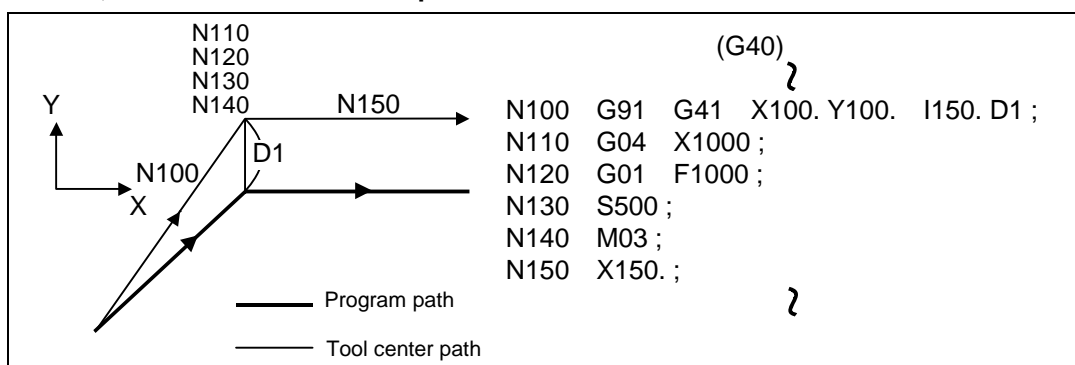 N110
N120
N130
N140
N150
Y
X
N100
D1
Program path
Tool center path
(G40)
N100 G91 G41 X100. Y100. I150. D1 ;
N110 G04 X1000 ;
N120 G01 F1000 ;
N130 S500 ;
N140 M03 ;
N150 X150. ;